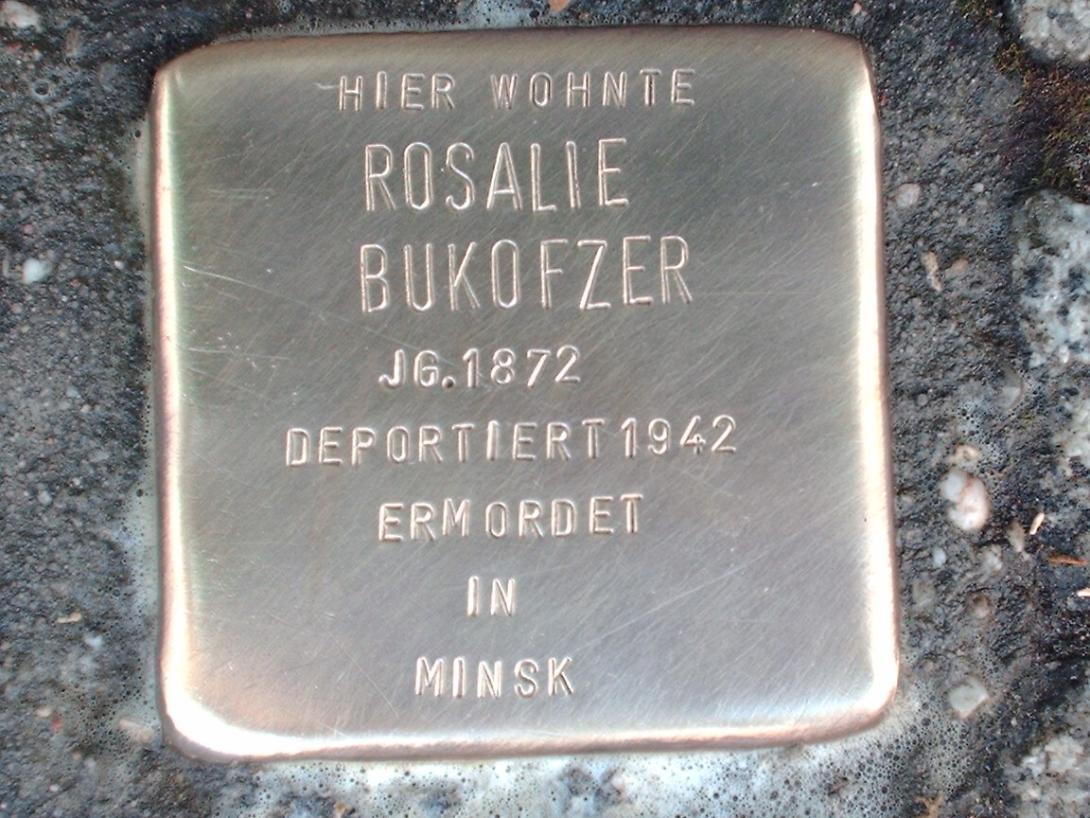 HIER WOHNTE
ROSALIE
BUKOFZER
JG.1872
DEPORTIERT 1942
ERMORDET
IN
MINSK